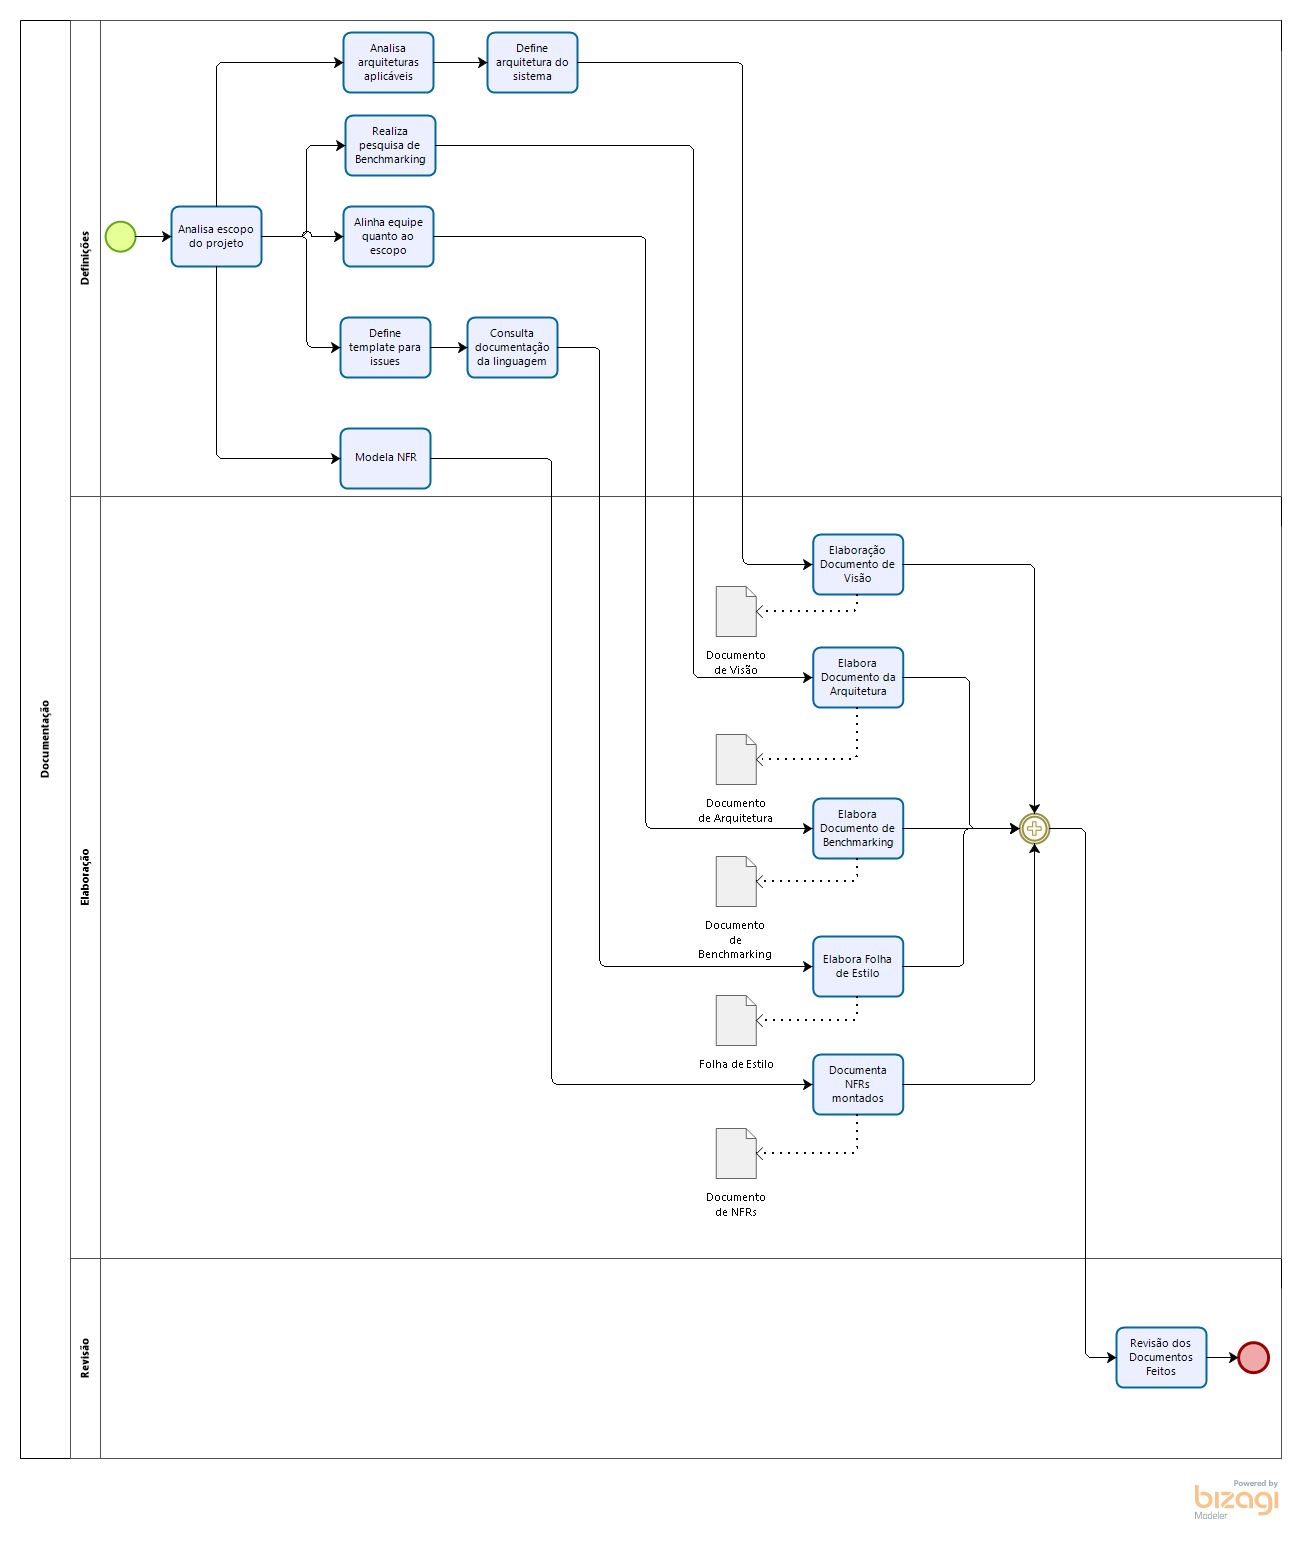 Documentação
Definições
Analisa
arquiteturas
aplicáveis
Define
arquitetura do
sistema
Realiza
pesquisa de
Benchmarking
Analisa escopo
do projeto
Alinha equipe
quanto ao
escopo
Define
template para
issues
Consulta
documentação
da linguagem
Modela NFR
Elaboração
Elaboração
Documento de
Visão
Documento
de Visão
Elabora
Documento da
Arquitetura
Documento
de Arquitetura
Elabora
Documento de
Benchmarking
Documento
de
Benchmarking
Elabora Folha
de Estilo
Folha de Estilo
Documenta
NFRs
montados
Documento
de NFRs
Revisão
Revisão dos
Documentos
Feitos
Powered by
bizagi
Modeler